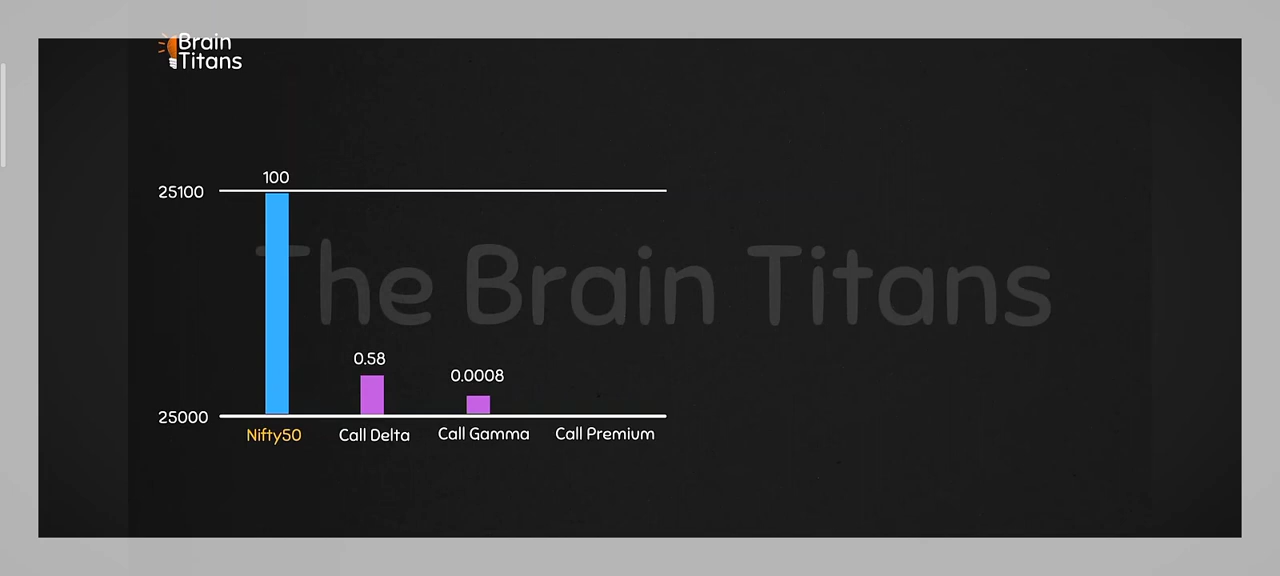 Brain
Titans
100
25100
The Brain Titans
0.58
0.0008
25000
Nifty50 Call Delta Call Gamma Call Premium